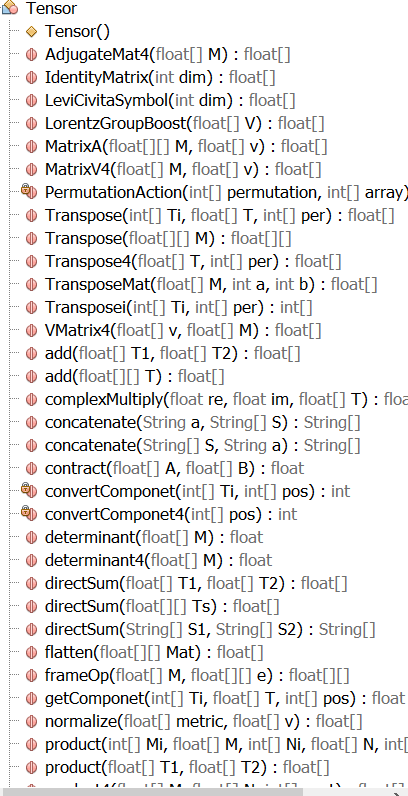 Tensor
Tensor()
AdjugateMat4(float[] M) : float[]
IdentityMatrix(int dim) : float[]
LeviCivitaSymbol(int dim) : float[]
LorentzGroupBoost(float[] V) : float[]
MatrixA(float[][] M, float[] v) : float[]
MatrixV4(float[] M, float[] v) : float[]
PermutationAction(int[] permutation, int[] array)
Transpose(int[] Ti, float[] T, int[] per) : float[]
Transpose(float[][] M) : float[][]
Transpose4(float[] T, int[] per) : float[]
TransposeMat(float[] M, int a, int b) : float[]
Transposei(int[] Ti, int[] per) : int[]
VMatrix4(float[] v, float[] M) : float[]
add(float[] T1, float[] T2) : float[]
add(float[][] T) : float[]
complexMultiply(float re, float im, float[] T) : floa
concatenate(String a, String[] S) : String[]
concatenate(String[] S, String a) : String[]
contract(float[] A, float[] B) : float
convertComponet(int[] Ti, int[] pos) : int
convertComponet4(int[] pos) : int
determinant(float[] M) : float
determinant4(float[] M) : float
directSum(float[] T1, float[] T2) : float[]
directSum(float[][] Ts) : float[]
directSum(String[] S1, String[] S2) : String[]
flatten(float[][] Mat) : float[]
frameOp(float[] M, float[][] e) : float[][]
getComponet(int[] Ti, float[] T, int[] pos) : float
normalize(float[] metric, float[] v) : float[]
product(int[] Mi, float[] M, int[] Ni, float[] N, int[
product(float[] T1, float[] T2) : float[]